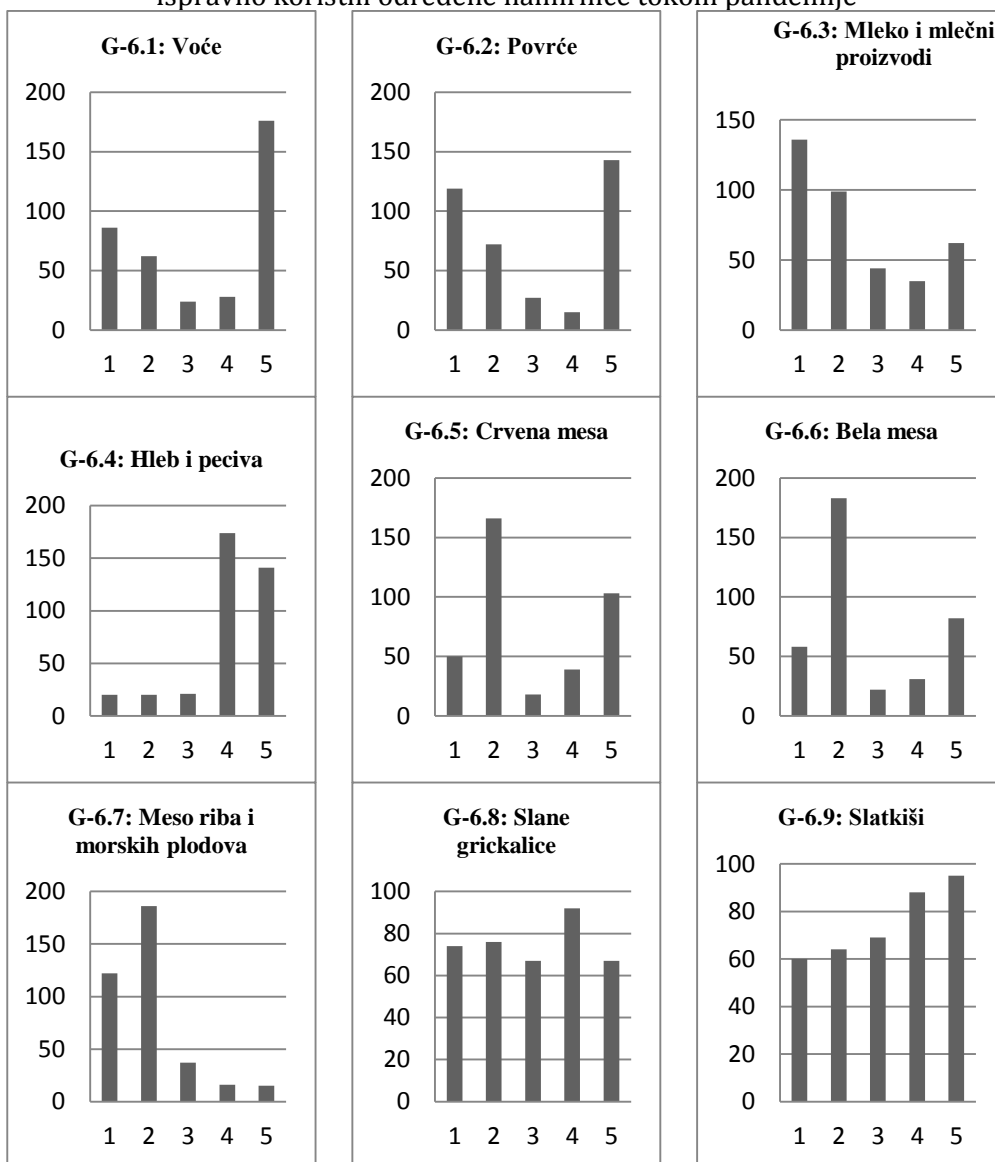 ispravno određene namirnice tokom pandemije
G-6.1: Voće
200
150
100
50
0
1 2 3 4 5
G-6.2: Povrće
200
150
100
50
0
1 2 3 4 5
G-6.3: Mleko i mlečni
proizvodi
150
100
50
0
1 2 3 4 5
G-6.4: Hleb i peciva
200
150
100
50
0
1 2 3 4 5
G-6.5: Crvena mesa
200
150
100
50
0
1 2 3 4 5
G-6.6: Bela mesa
200
150
100
50
0
1 2 3 4 5
G-6.7: Meso riba i
morskih plodova
200
150
100
50
0
1 2 3 4 5
G-6.8: Slane
grickalice
100
80
60
40
20
0
1 2 3 4 5
G-6.9: Slatkiši
100
80
60
40
20
0
1 2 3 4 5